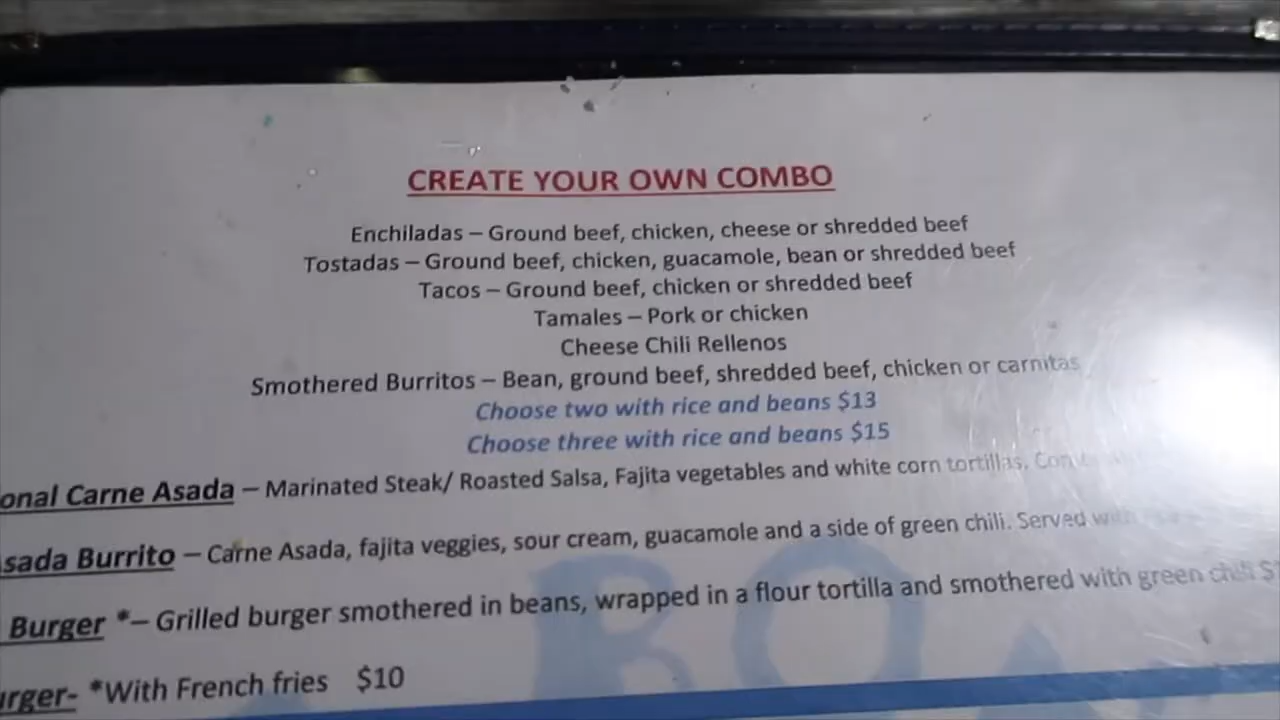 CREATE YOUR OWN COMBO
Enchiladas – Ground beef, chicken, cheese or shredded beef
Tostadas – Ground beef, chicken, guacamole, bean or shredded beef
Tacos – Ground beef, chicken or shredded beef
Tamales – Pork or chicken
Cheese Chili Rellenos
Smothered Burritos – Bean, ground beef, shredded beef, chicken or carnitas
Choose two with rice and beans $13
Choose three with rice and beans $15
onal Carne Asada – Marinated Steak/ Roasted Salsa, Fajita vegetables and white corn tortillas.
sada Burrito – Carne Asada, fajita veggies, sour cream, guacamole and a side of green chili. Served with
Burger *– Grilled burger smothered in beans, wrapped in a flour tortilla and smothered with green chili
urger- *With French fries $10